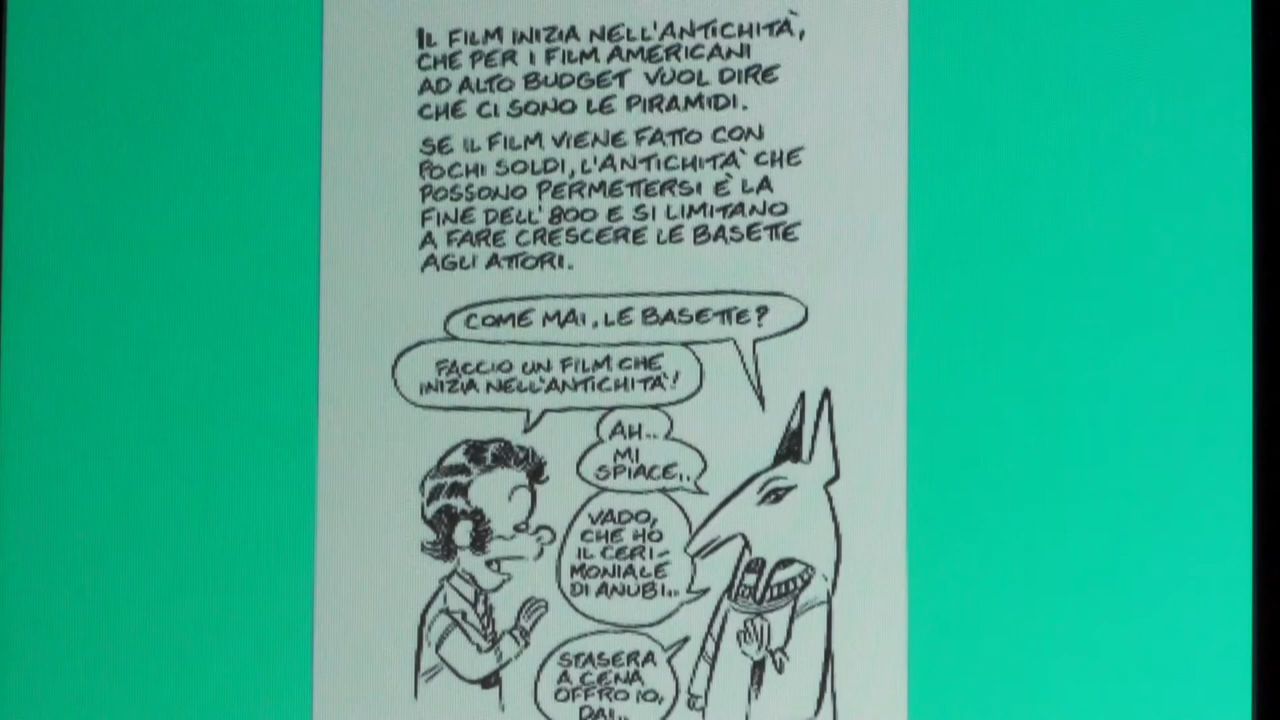 IL FILM INIZIA NELL'ANTICHITÀ,
CHE PER I FILM AMERICANI
AD ALTO BUDGET VUOL DIRE
CHE CI SONO LE PIRAMIDI.
SE IL FILM VIENE FATTO CON
POCHI SOLDI, L'ANTICHITÀ CHE
POSSONO PERMETTERSI È LA
FINE DELL'800 E SI LIMITANO
A FARE CRESCERE LE BASETTE
AGLI ATTORI.
COME MAI, LE BASETTE?
FACCIO UN FILM CHE
INIZIA NELL'ANTICHITÀ!
AH..
MI
SPIACE..
VADO,
CHE HO
IL CERI-
MONIALE
DI ANUBI..
STASERA
A CENA
OFFRO IO,
DAI..